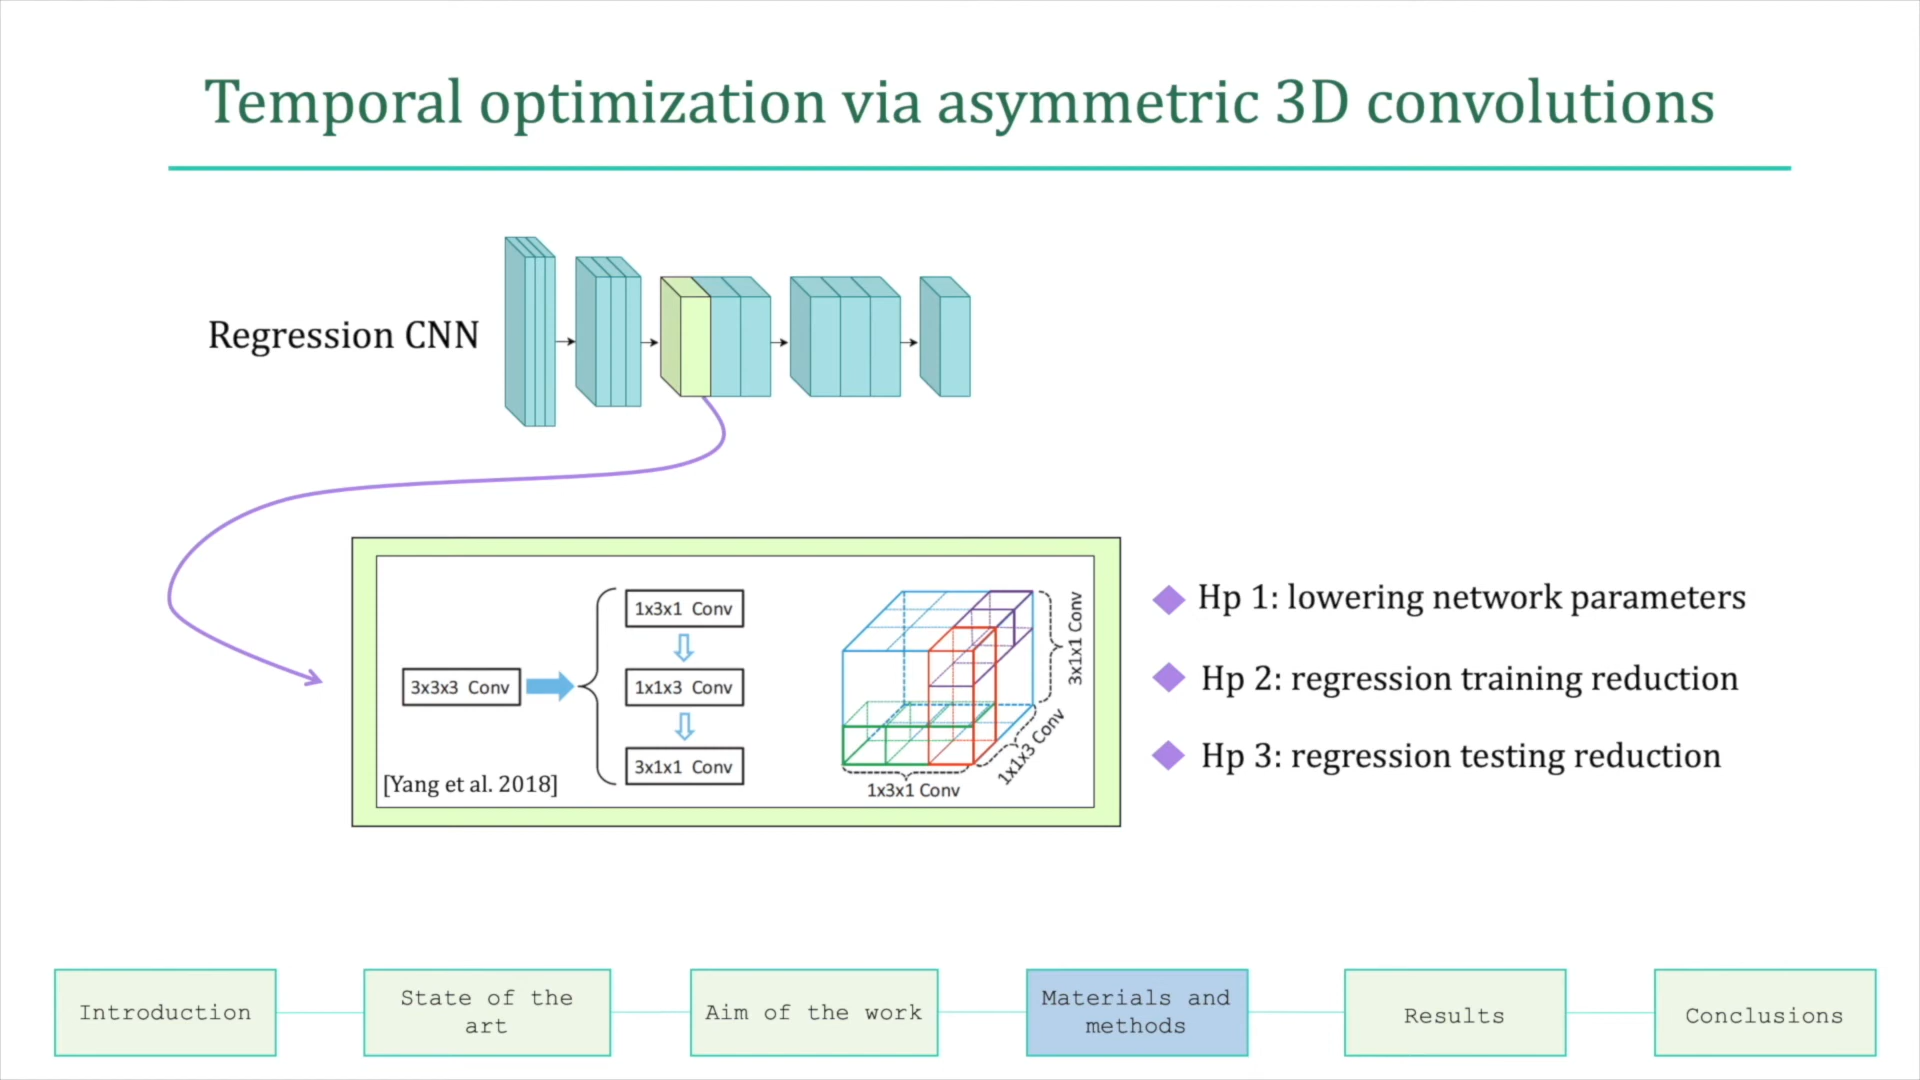 Temporal optimization via asymmetric 3D convolutions
Regression CNN
3x3x3 Conv
1x3x1 Conv
1x1x3 Conv
3x1x1 Conv
[Yang et al. 2018]
3x1x1 Conv
1x1x3 Conv
1x3x1 Conv
Hp 1: lowering network parameters
Hp 2: regression training reduction
Hp 3: regression testing reduction
Introduction
State of the
art
Aim of the work
Materials and
methods
Results
Conclusions